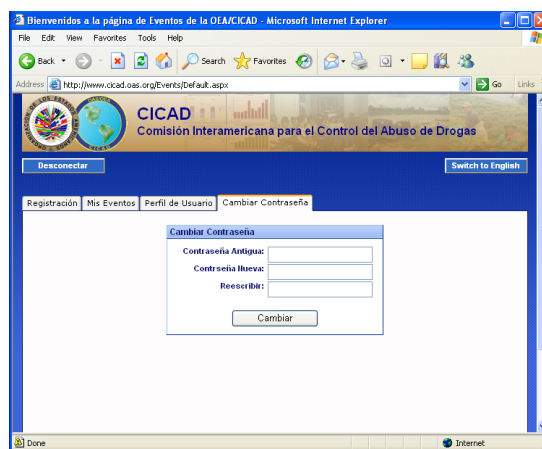 Bienvenidos a la página de Eventos de la OEA/CICAD - Microsoft Internet Explorer
File Edit View Favorites Tools Help
Back Search Favorites
Address http://www.cicad.oas.org/Events/Default.aspx Go Links
CICAD
Comisión Interamericana para el Control del Abuso de Drogas
Desconectar Switch to English
Registración Mis Eventos Perfil de Usuario Cambiar Contraseña
Cambiar Contraseña
Contraseña Antigua:
Contrseña Nueva:
Reescribir:
Cambiar
Done Internet